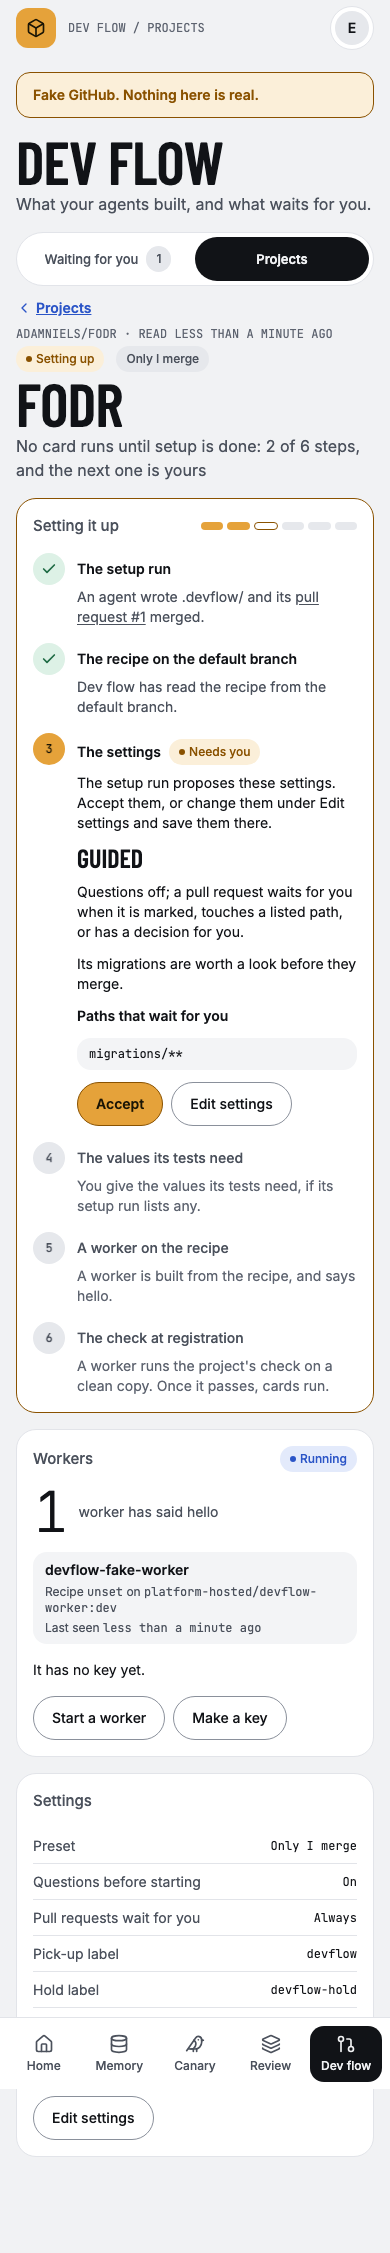 DEV FLOW / PROJECTS
E
Fake GitHub. Nothing here is real.
DEV FLOW
What your agents built, and what waits for you.
Waiting for you 1
Projects
Projects
ADAMNIELS/FODR · READ LESS THAN A MINUTE AGO
Setting up
Only I merge
FODR
No card runs until setup is done: 2 of 6 steps,
and the next one is yours
Setting it up
The setup run
An agent wrote .devflow/ and its pull
request #1 merged.
The recipe on the default branch
Dev flow has read the recipe from the
default branch.
3
The settings
Needs you
The setup run proposes these settings.
Accept them, or change them under Edit
settings and save them there.
GUIDED
Questions off; a pull request waits for you
when it is marked, touches a listed path,
or has a decision for you.
Its migrations are worth a look before they
merge.
Paths that wait for you
migrations/**
Accept
Edit settings
4
The values its tests need
You give the values its tests need, if its
setup run lists any.
5
A worker on the recipe
A worker is built from the recipe, and says
hello.
6
The check at registration
A worker runs the project's check on a
clean copy. Once it passes, cards run.
Workers
Running
1 worker has said hello
devflow-fake-worker
Recipe unset on platform-hosted/devflow-
worker:dev
Last seen less than a minute ago
It has no key yet.
Start a worker
Make a key
Settings
Preset Only I merge
Questions before starting On
Pull requests wait for you Always
Pick-up label devflow
Hold label devflow-hold
Home
Memory
Canary
Review
Dev flow
Edit settings